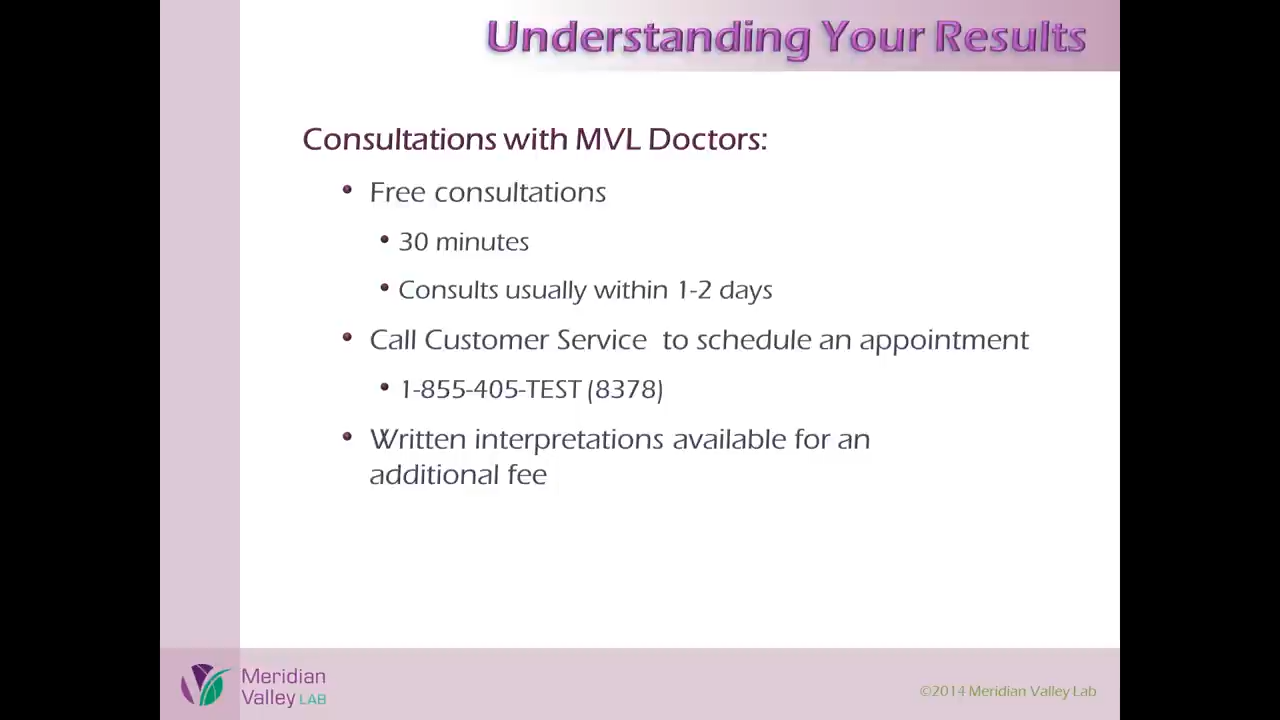 Understanding Your Results
Consultations with MVL Doctors:
• Free consultations
• 30 minutes
• Consults usually within 1-2 days
• Call Customer Service to schedule an appointment
• 1-855-405-TEST (8378)
• Written interpretations available for an
additional fee
Meridian
Valley LAB
©2014 Meridian Valley Lab